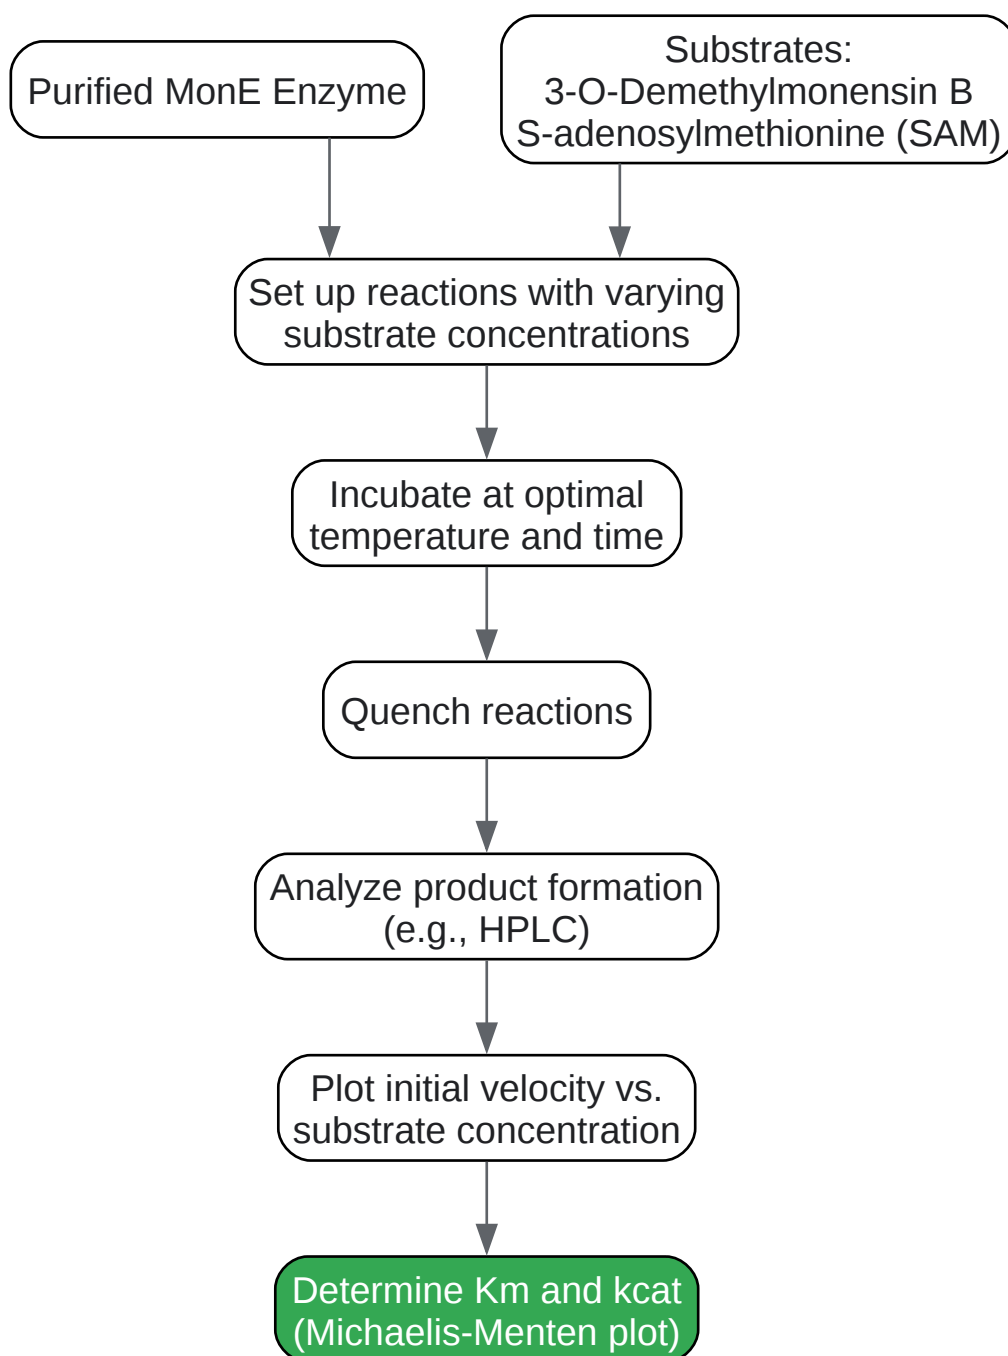 Purified MonE Enzyme
Substrates:
3-O-Demethylmonensin B
S-adenosylmethionine (SAM)
Set up reactions with varying
substrate concentrations
Incubate at optimal
temperature and time
Quench reactions
Analyze product formation
(e.g., HPLC)
Plot initial velocity vs.
substrate concentration
Determine Km and kcat
(Michaelis-Menten plot)